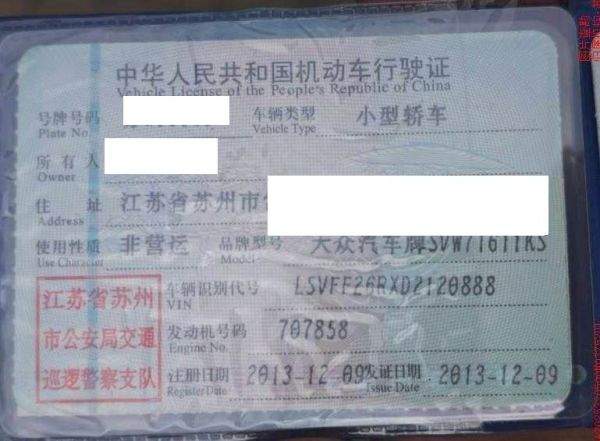 中华人民共和国机动车行驶证
Vehicle License of the People's Republic of China
号牌号码 车辆类型 小型轿车
Plate No. Vehicle Type
所有人
Owner
住址 江苏省苏州市
Address
使用性质 非营运 品牌型号 大众汽车牌SVW71611KS
Use Character Model
江苏省苏州 车辆识别代号 LSVFF26RXD2120888
VIN
市公安局交通 发动机号码 707858
Engine No.
巡逻警察支队 注册日期 2013-12-09 发证日期 2013-12-09
Register Date Issue Date